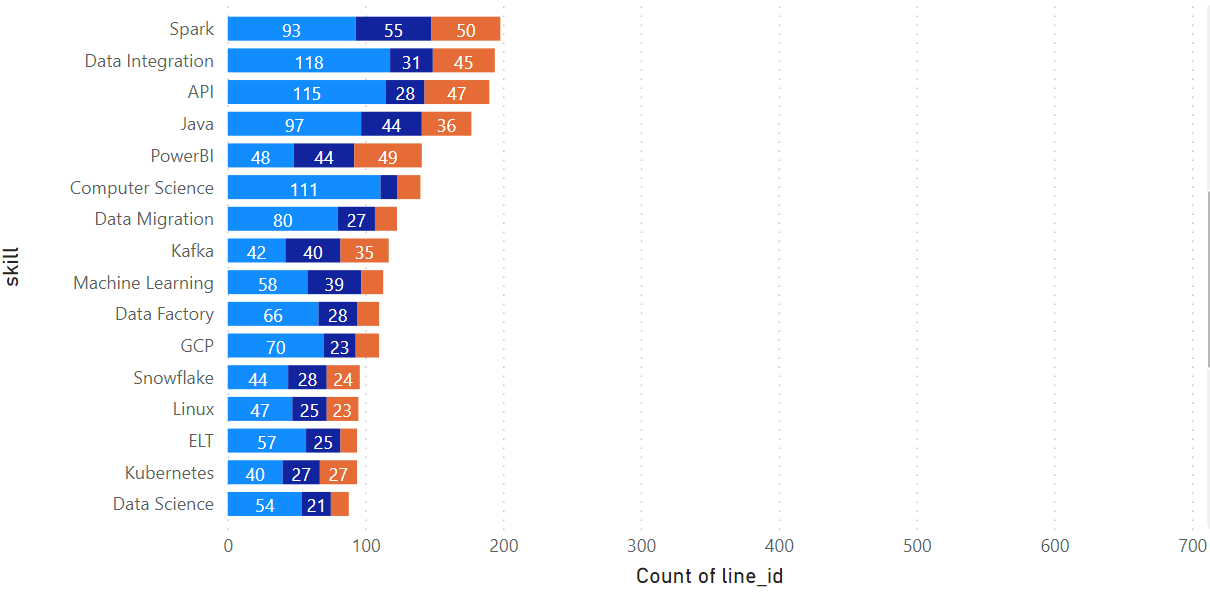 Spark 93 55 50
Data Integration 118 31 45
API 115 28 47
Java 97 44 36
PowerBI 48 44 49
Computer Science 111
Data Migration 80 27
Kafka 42 40 35
skill
Machine Learning 58 39
Data Factory 66 28
GCP 70 23
Snowflake 44 28 24
Linux 47 25 23
ELT 57 25
Kubernetes 40 27 27
Data Science 54 21
0 100 200 300 400 500 600 700
Count of line_id